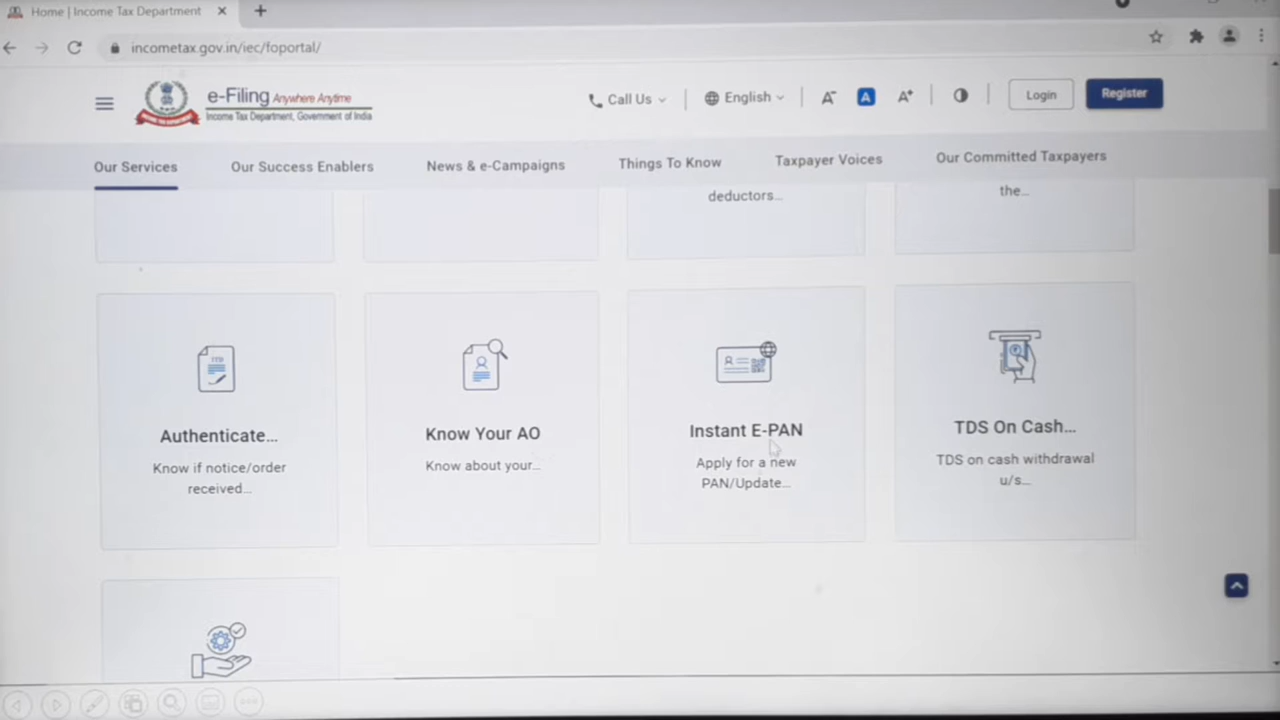 Home | Income Tax Department
incometax.gov.in/iec/foportal/
e-Filing Anywhere Anytime
Income Tax Department, Government of India
Call Us
English
A-
A
A+
Login
Register
Our Services
Our Success Enablers
News & e-Campaigns
Things To Know
Taxpayer Voices
Our Committed Taxpayers
deductors...
the...
Authenticate...
Know if notice/order
received...
Know Your AO
Know about your...
Instant E-PAN
Apply for a new
PAN/Update...
TDS On Cash...
TDS on cash withdrawal
u/s...